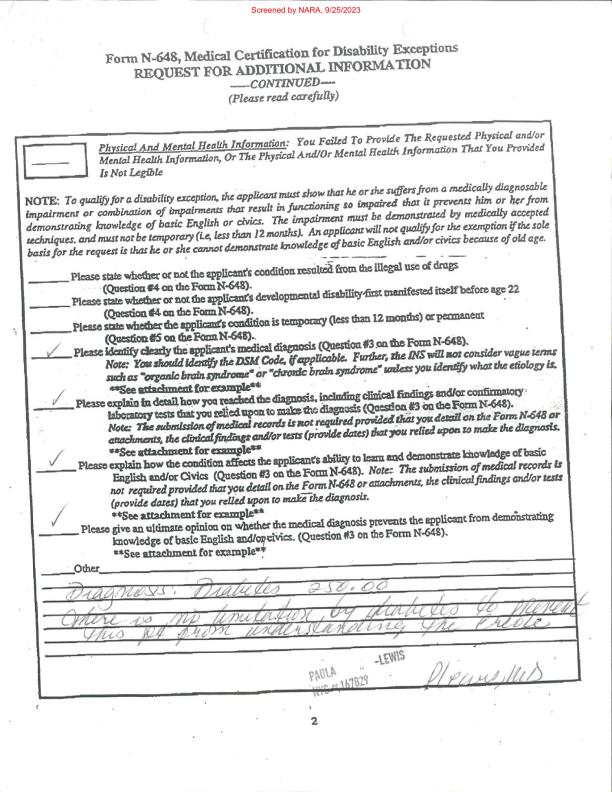 Screened by NARA, 9/25/2023
Form N-648, Medical Certification for Disability Exceptions
REQUEST FOR ADDITIONAL INFORMATION
-----CONTINUED----
(Please read carefully)
Physical And Mental Health Information: You Failed To Provide The Requested Physical and/or
Mental Health Information, Or The Physical And/Or Mental Health Information That You Provided
Is Not Legible
NOTE: To qualify for a disability exception, the applicant must show that he or she suffers from a medically diagnosable
impairment or combination of impairments that result in functioning so impaired that it prevents him or her from
demonstrating knowledge of basic English or civics. The impairment must be demonstrated by medically accepted
techniques, and must not be temporary (i.e, less than 12 months). An applicant will not qualify for the exemption if the sole
basis for the request is that he or she cannot demonstrate knowledge of basic English and/or civics because of old age.
Please state whether or not the applicant's condition resulted from the illegal use of drugs
(Question #4 on the Form N-648).
Please state whether or not the applicant's developmental disability-first manifested itself before age 22
(Question #4 on the Form N-648).
Please state whether the applicant's condition is temporary (less than 12 months) or permanent
(Question #5 on the Form N-648).
Please identify clearly the applicant's medical diagnosis (Question #3 on the Form N-648).
Note: You should identify the DSM Code, if applicable. Further, the INS will not consider vague terms
such as "organic brain syndrome" or "chronic brain syndrome" unless you identify what the etiology is.
**See attachment for example**
Please explain in detail how you reached the diagnosis, including clinical findings and/or confirmatory
laboratory tests that you relied upon to make the diagnosis (Question #3 on the Form N-648).
Note: The submission of medical records is not required provided that you detail on the Form N-648 or
attachments, the clinical findings and/or tests (provide dates) that you relied upon to make the diagnosis.
**See attachment for example**
Please explain how the condition affects the applicant's ability to learn and demonstrate knowledge of basic
English and/or Civics (Question #3 on the Form N-648). Note: The submission of medical records is
not required provided that you detail on the Form N-648 or attachments, the clinical findings and/or tests
(provide dates) that you relied upon to make the diagnosis.
**See attachment for example**
Please give an ultimate opinion on whether the medical diagnosis prevents the applicant from demonstrating
knowledge of basic English and/or civics. (Question #3 on the Form N-648).
**See attachment for example**
Other
Diagnosis: Diabetes 250.00
There is no limitation by diabetes to prevent
this pt from understanding the
PAULA -LEWIS
167829
2